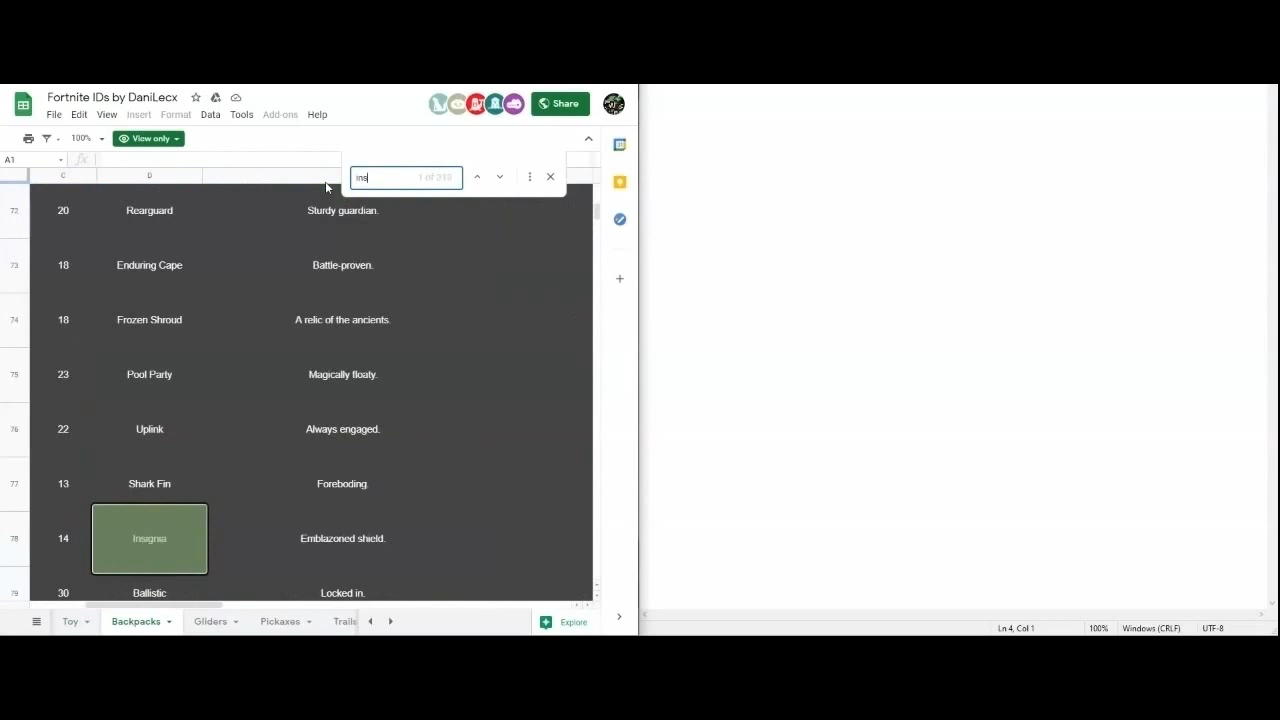 Fortnite IDs by DaniLecx
Share
File Edit View Insert Format Data Tools Add-ons Help
100% View only
A1 fx
ins 1 of 219
C D
72 20 Rearguard Sturdy guardian.
73 18 Enduring Cape Battle-proven.
74 18 Frozen Shroud A relic of the ancients.
75 23 Pool Party Magically floaty.
76 22 Uplink Always engaged.
77 13 Shark Fin Foreboding.
78 14 Insignia Emblazoned shield.
79 30 Ballistic Locked in.
Toy Backpacks Gliders Pickaxes Trails Explore
Ln 4, Col 1 100% Windows (CRLF) UTF-8